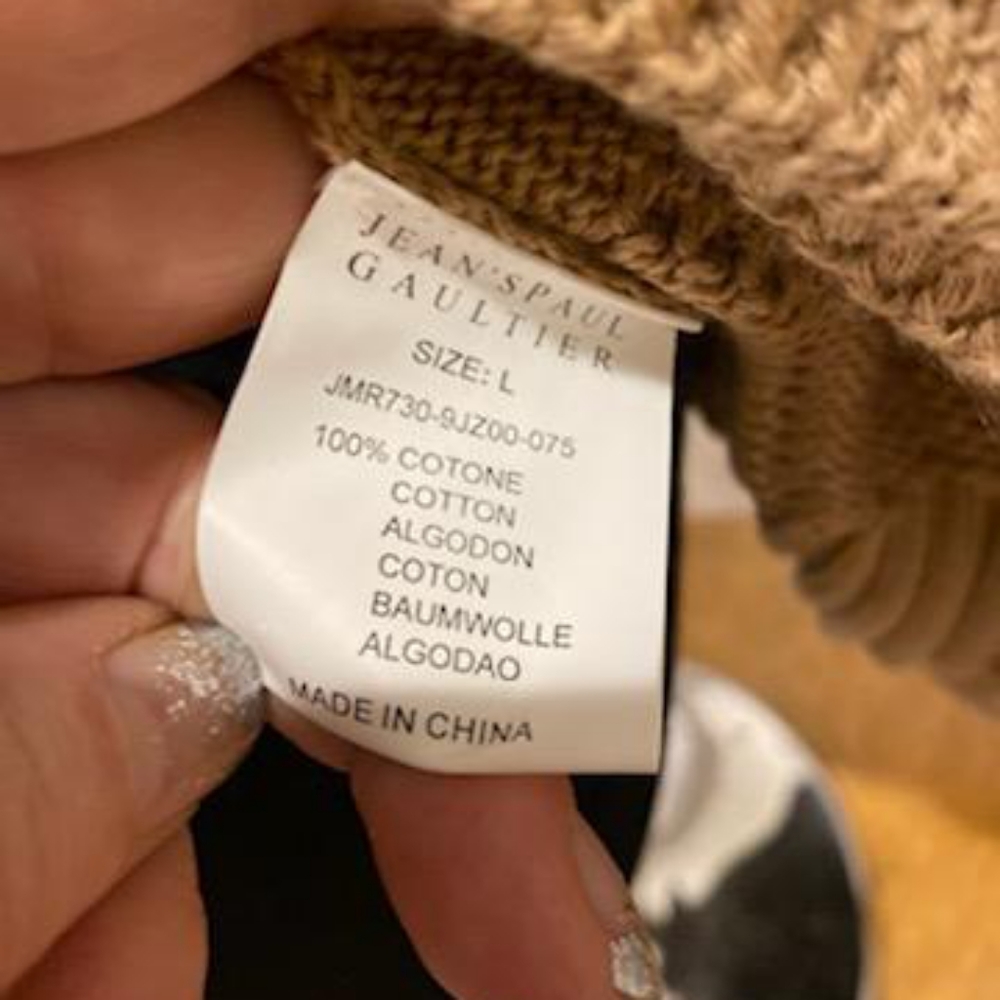 JEAN'SPAUL
GAULTIER
SIZE: L
JMR730-9JZ00-075
100% COTONE
COTTON
ALGODON
COTON
BAUMWOLLE
ALGODAO
MADE IN CHINA